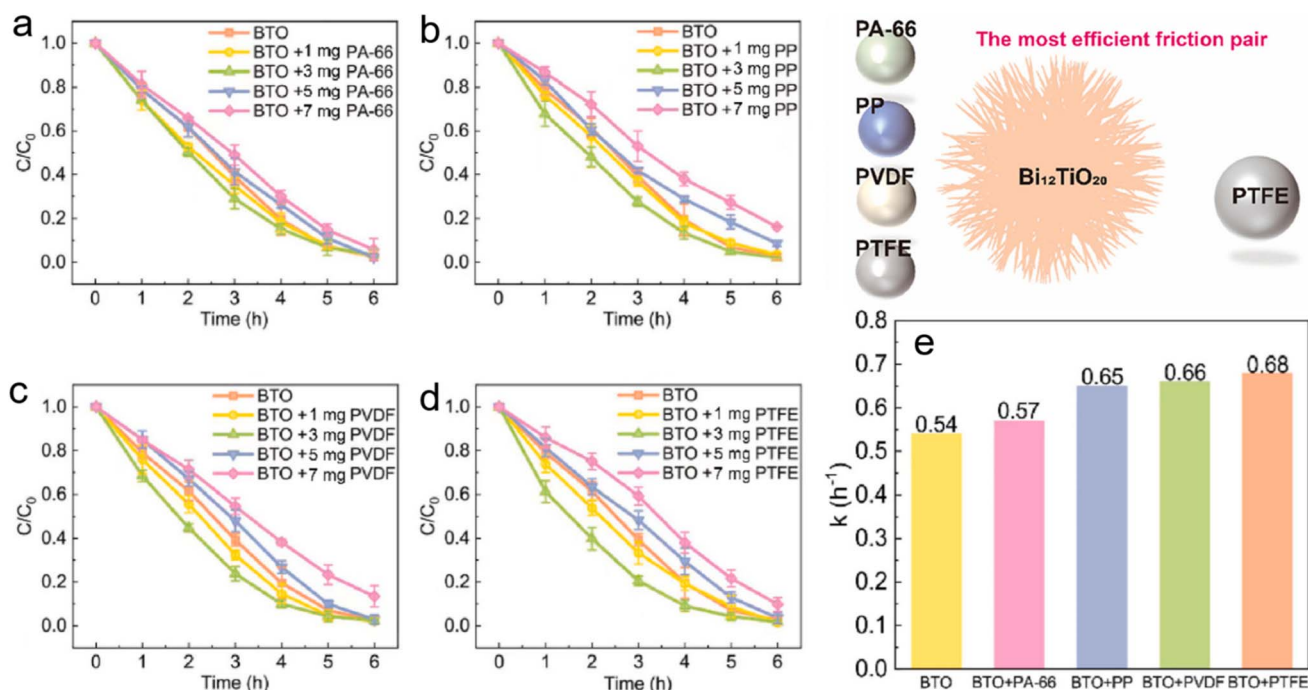 a
BTO
BTO +1 mg PA-66
BTO +3 mg PA-66
BTO +5 mg PA-66
BTO +7 mg PA-66
C/C₀
1.0
0.8
0.6
0.4
0.2
0.0
0 1 2 3 4 5 6
Time (h)
b
BTO
BTO +1 mg PP
BTO +3 mg PP
BTO +5 mg PP
BTO +7 mg PP
C/C₀
1.0
0.8
0.6
0.4
0.2
0.0
0 1 2 3 4 5 6
Time (h)
PA-66
PP
PVDF
PTFE
The most efficient friction pair
Bi₁₂TiO₂₀
PTFE
c
BTO
BTO +1 mg PVDF
BTO +3 mg PVDF
BTO +5 mg PVDF
BTO +7 mg PVDF
C/C₀
1.0
0.8
0.6
0.4
0.2
0.0
0 1 2 3 4 5 6
Time (h)
d
BTO
BTO +1 mg PTFE
BTO +3 mg PTFE
BTO +5 mg PTFE
BTO +7 mg PTFE
C/C₀
1.0
0.8
0.6
0.4
0.2
0.0
0 1 2 3 4 5 6
Time (h)
e
k (h⁻¹)
0.8
0.7
0.6
0.5
0.4
0.3
0.2
0.1
0.0
0.54 0.57 0.65 0.66 0.68
BTO BTO+PA-66 BTO+PP BTO+PVDF BTO+PTFE